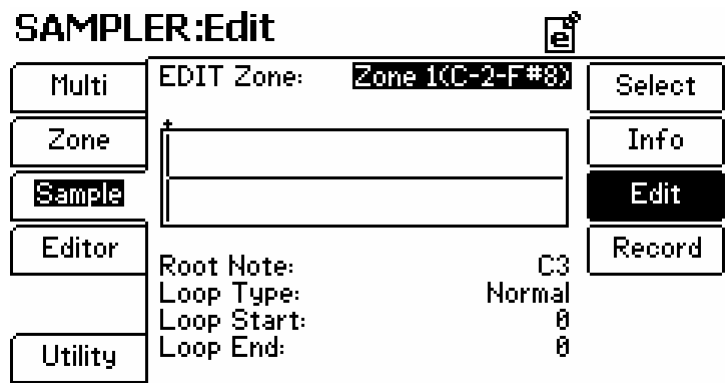 SAMPLER:Edit
e
Multi
Zone
Sample
Editor
Utility
EDIT Zone: Zone 1(C-2-F#8)
Root Note: C3
Loop Type: Normal
Loop Start: 0
Loop End: 0
Select
Info
Edit
Record